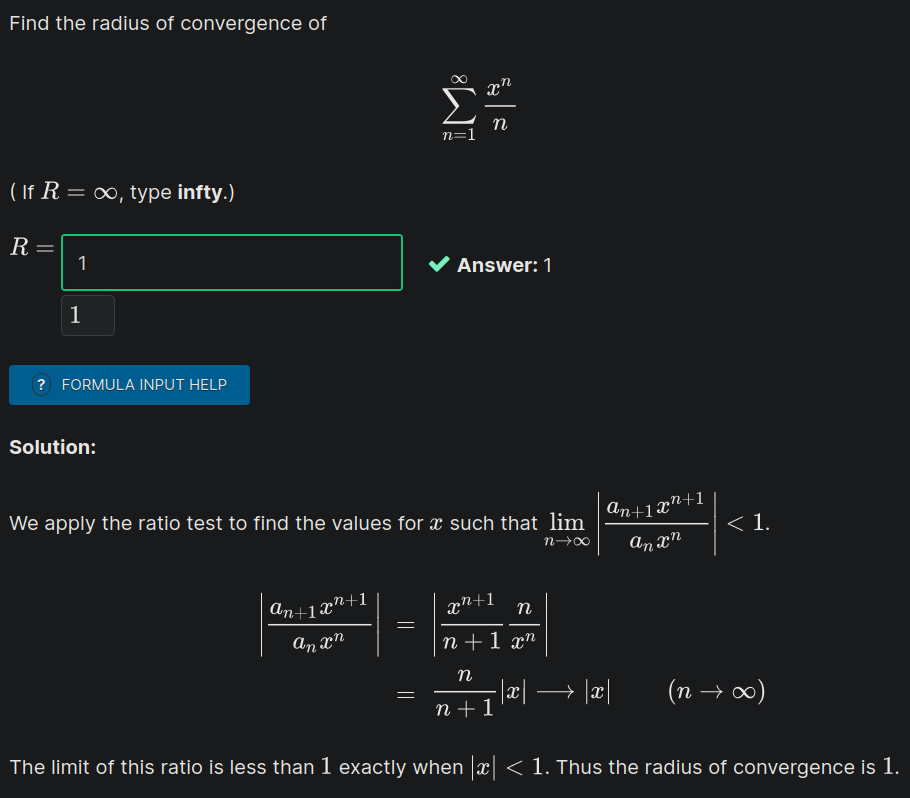 Find the radius of convergence of
$$\sum_{n=1}^{\infty} \frac{x^n}{n}$$
( If $R = \infty$, type **infty**.)
$R =$ 1 ✔ **Answer:** 1
1
? FORMULA INPUT HELP
**Solution:**
We apply the ratio test to find the values for $x$ such that $\lim_{n \to \infty} \left| \frac{a_{n+1} x^{n+1}}{a_n x^n} \right| < 1.$
$$\left| \frac{a_{n+1} x^{n+1}}{a_n x^n} \right| = \left| \frac{x^{n+1}}{n+1} \frac{n}{x^n} \right|$$
$$= \frac{n}{n+1} |x| \longrightarrow |x| \qquad (n \to \infty)$$
The limit of this ratio is less than $1$ exactly when $|x| < 1$. Thus the radius of convergence is $1$.